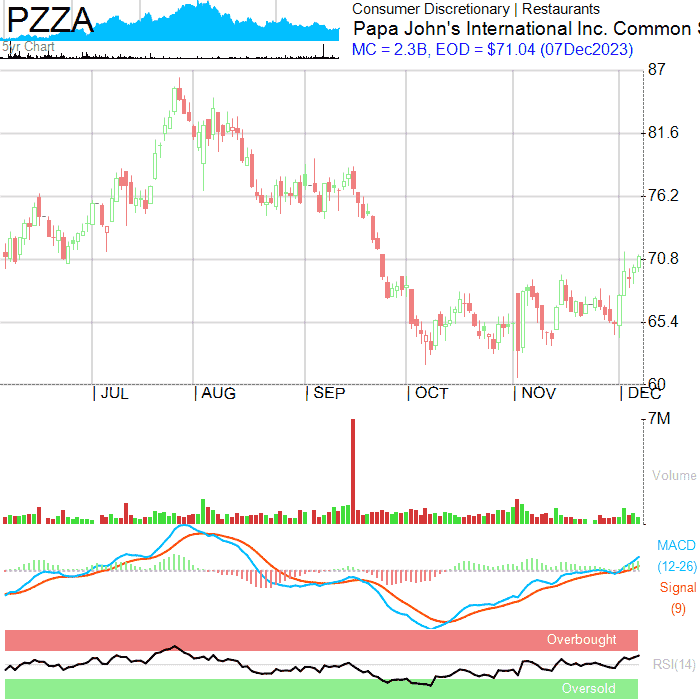 PZZA
5yr Chart
Consumer Discretionary | Restaurants
Papa John's International Inc. Common S
MC = 2.3B, EOD = $71.04 (07Dec2023)
87
81.6
76.2
70.8
65.4
60
JUL AUG SEP OCT NOV DEC
7M
Volume
MACD
(12-26)
Signal
(9)
Overbought
RSI(14)
Oversold